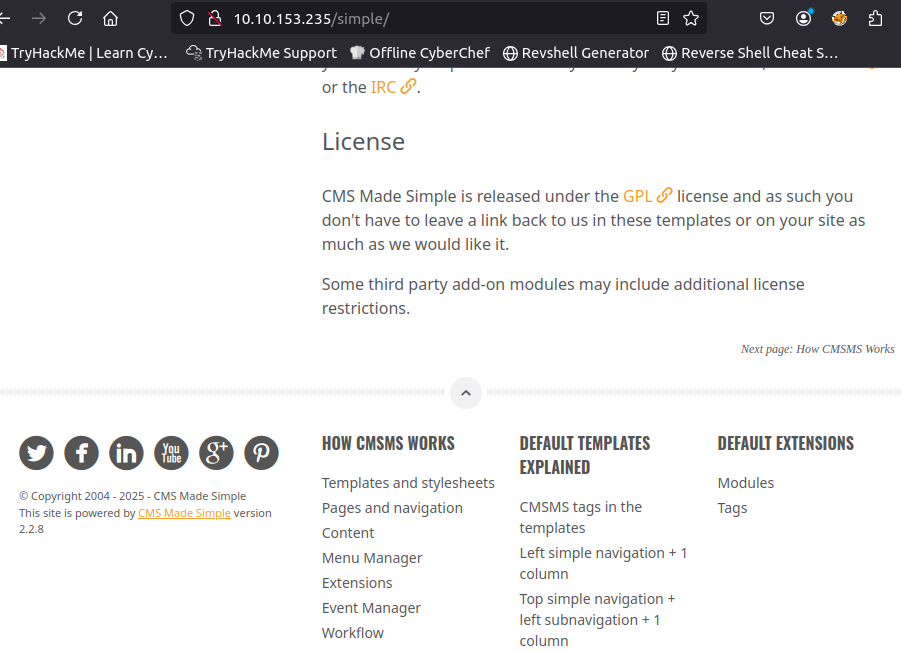 10.10.153.235/simple/
TryHackMe | Learn Cy… TryHackMe Support Offline CyberChef Revshell Generator Reverse Shell Cheat S…
or the IRC.
License
CMS Made Simple is released under the GPL license and as such you
don't have to leave a link back to us in these templates or on your site as
much as we would like it.
Some third party add-on modules may include additional license
restrictions.
Next page: How CMSMS Works
You
Tube
g+
© Copyright 2004 - 2025 - CMS Made Simple
This site is powered by CMS Made Simple version
2.2.8
HOW CMSMS WORKS
Templates and stylesheets
Pages and navigation
Content
Menu Manager
Extensions
Event Manager
Workflow
DEFAULT TEMPLATES
EXPLAINED
CMSMS tags in the
templates
Left simple navigation + 1
column
Top simple navigation +
left subnavigation + 1
column
DEFAULT EXTENSIONS
Modules
Tags